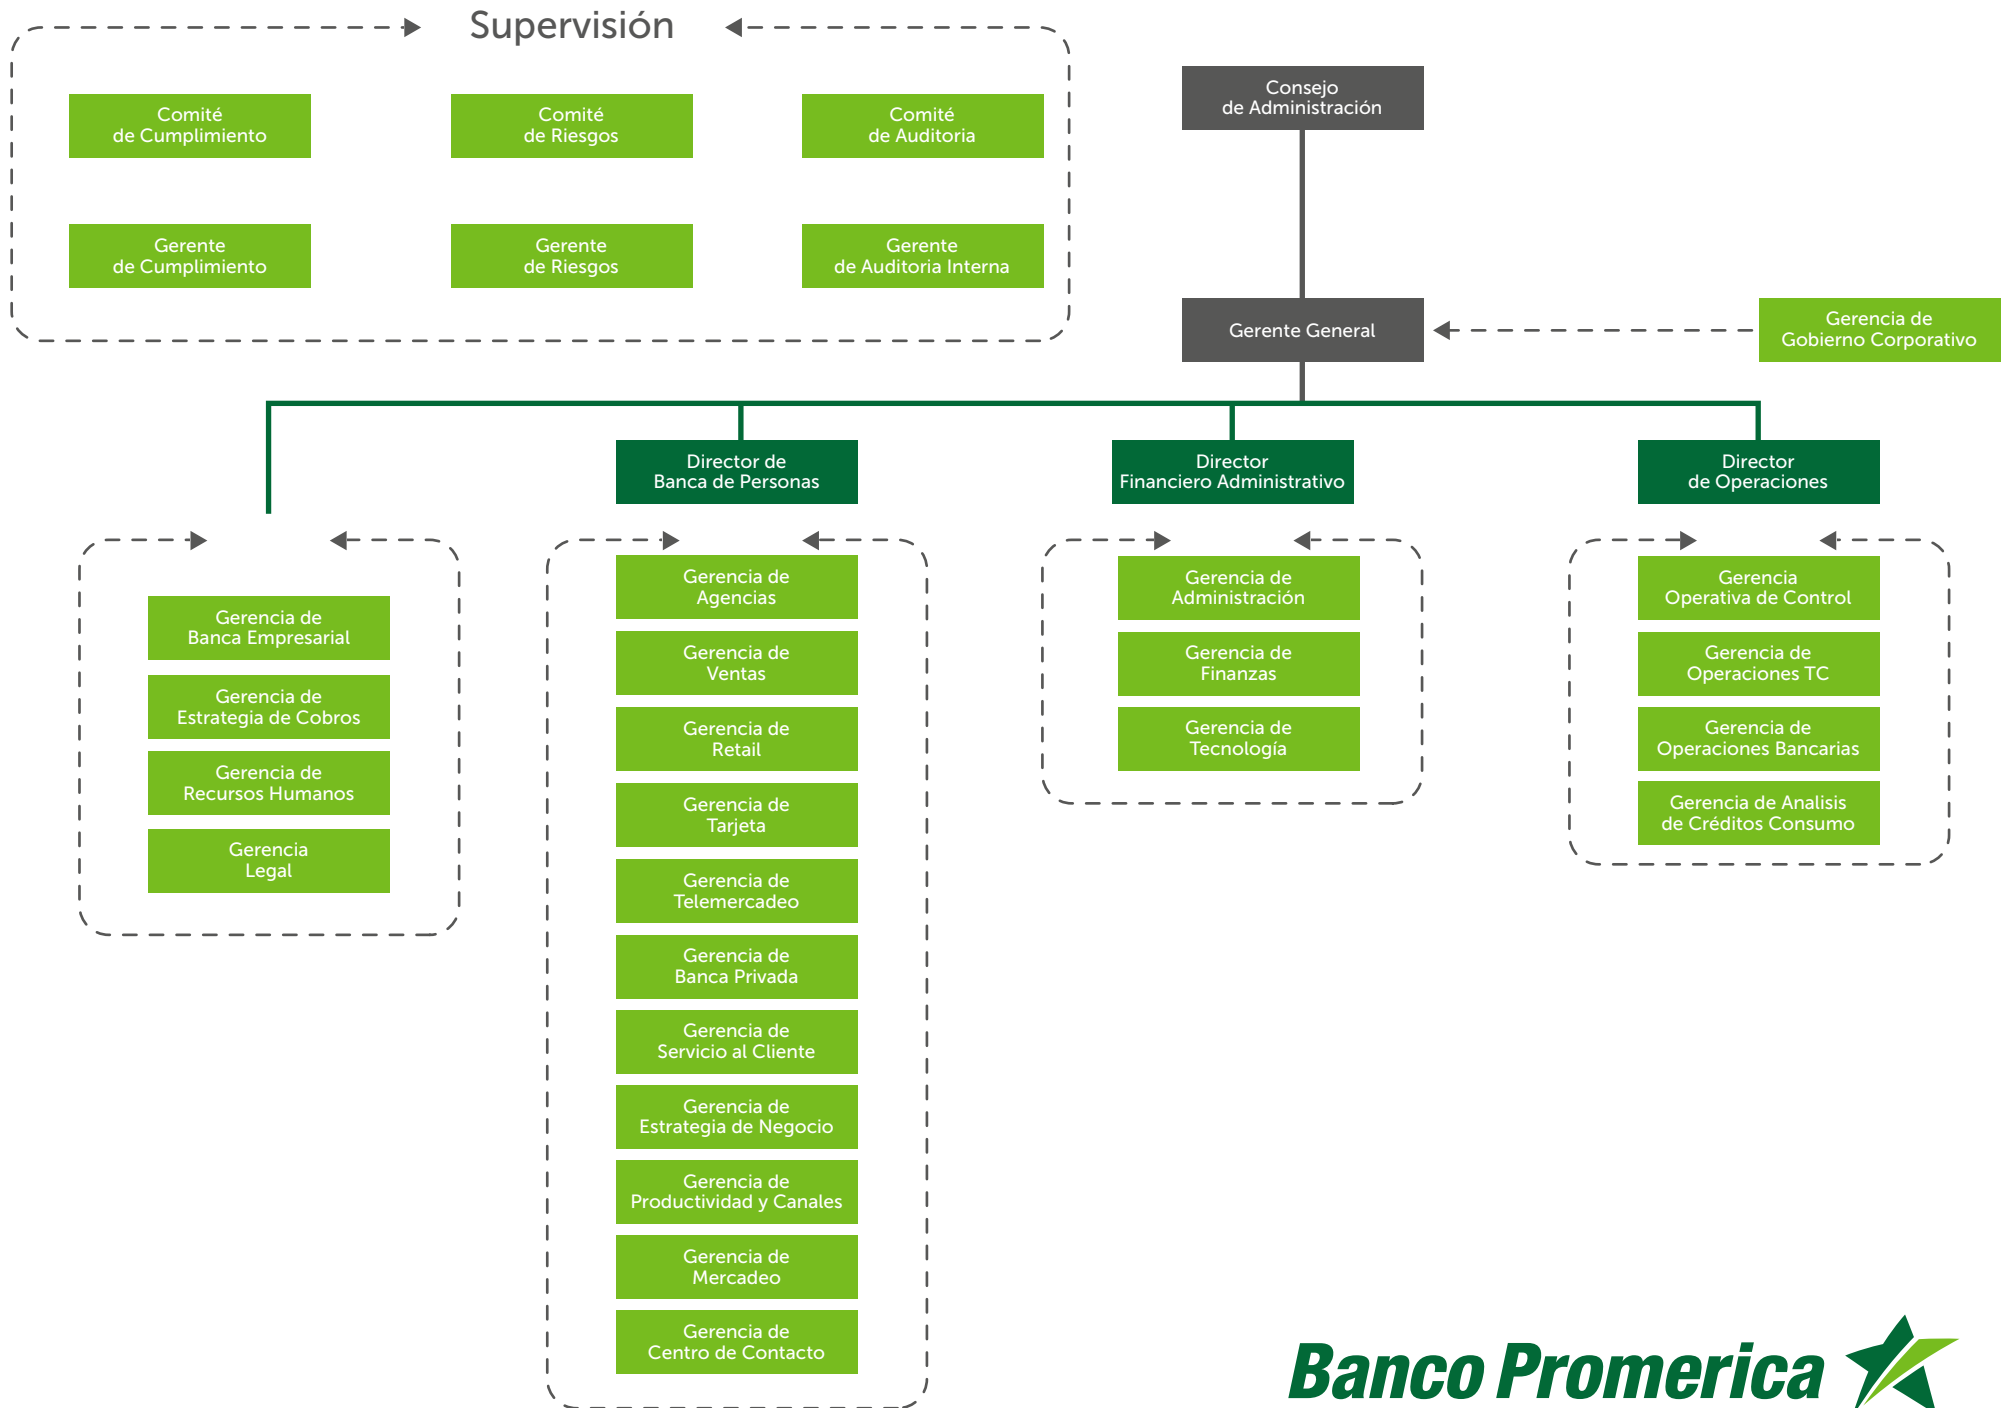 Supervisión
Comité
de Cumplimiento
Comité
de Riesgos
Comité
de Auditoria
Gerente
de Cumplimiento
Gerente
de Riesgos
Gerente
de Auditoria Interna
Consejo
de Administración
Gerente General
Gerencia de
Gobierno Corporativo
Gerencia de
Banca Empresarial
Gerencia de
Estrategia de Cobros
Gerencia de
Recursos Humanos
Gerencia
Legal
Director de
Banca de Personas
Gerencia de
Agencias
Gerencia de
Ventas
Gerencia de
Retail
Gerencia de
Tarjeta
Gerencia de
Telemercadeo
Gerencia de
Banca Privada
Gerencia de
Servicio al Cliente
Gerencia de
Estrategia de Negocio
Gerencia de
Productividad y Canales
Gerencia de
Mercadeo
Gerencia de
Centro de Contacto
Director
Financiero Administrativo
Gerencia de
Administración
Gerencia de
Finanzas
Gerencia de
Tecnología
Director
de Operaciones
Gerencia
Operativa de Control
Gerencia de
Operaciones TC
Gerencia de
Operaciones Bancarias
Gerencia de Analisis
de Créditos Consumo
Banco Promerica